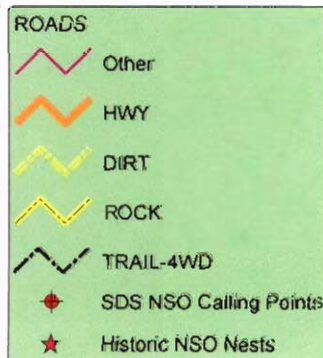 ROADS
Other
HWY
DIRT
ROCK
TRAIL-4WD
SDS NSO Calling Points
Historic NSO Nests